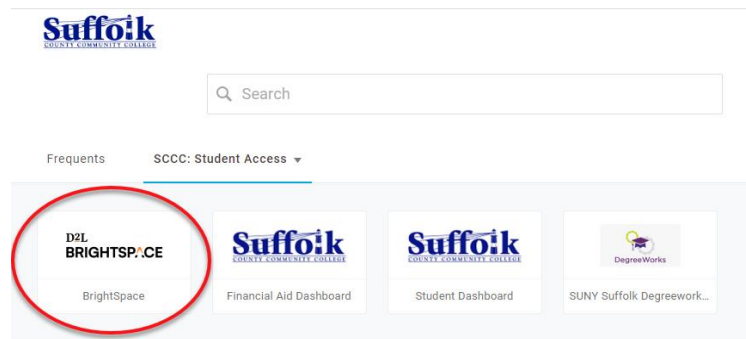 Suffolk
COUNTY COMMUNITY COLLEGE
Search
Frequents
SCCC: Student Access
D2L
BRIGHTSPACE
Suffolk
COUNTY COMMUNITY COLLEGE
Suffolk
COUNTY COMMUNITY COLLEGE
DegreeWorks
BrightSpace
Financial Aid Dashboard
Student Dashboard
SUNY Suffolk Degreework...